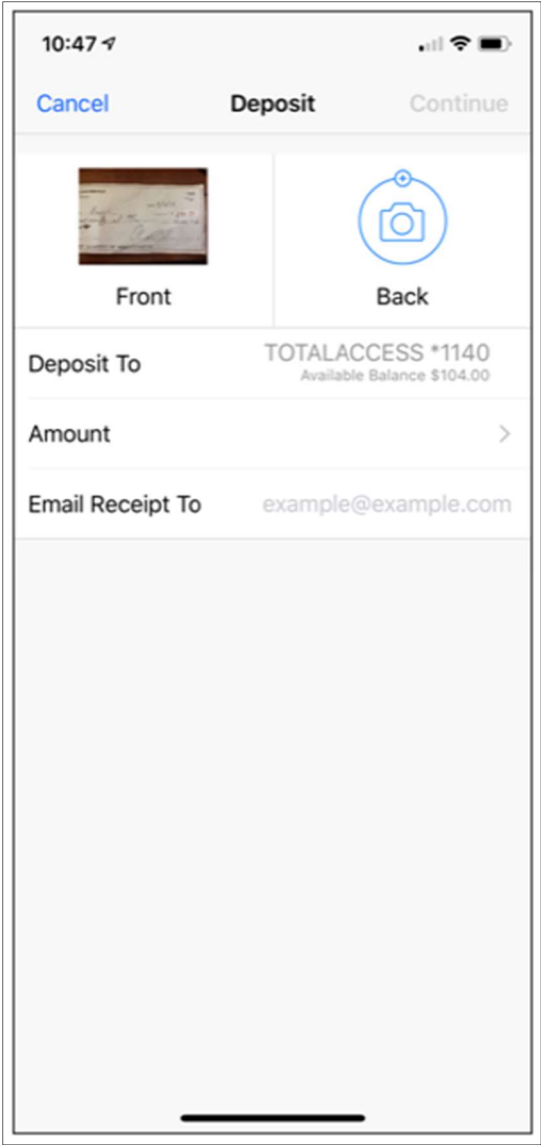 10:47
Cancel Deposit Continue
Front Back
Deposit To TOTALACCESS *1140
Available Balance $104.00
Amount
Email Receipt To example@example.com